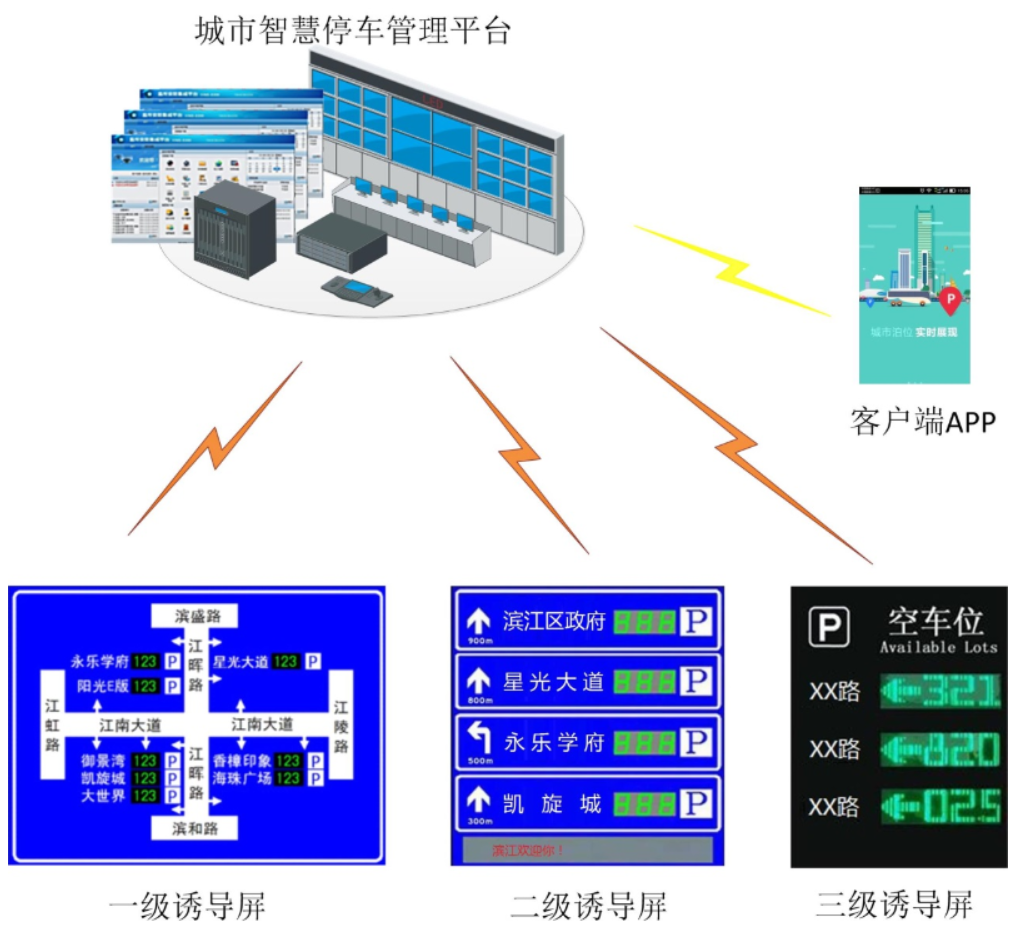 城市智慧停车管理平台
LED
P
城市泊位 实时展现
客户端APP
滨盛路
江晖路
永乐学府 123 P
星光大道 123 P
阳光E版 123 P
江虹路
江南大道
江南大道
江陵路
御景湾 123 P
凯旋城 123 P
大世界 123 P
江晖路
香樟印象 123 P
海珠广场 123 P
滨和路
一级诱导屏
900m 滨江区政府 888 P
800m 星光大道 888 P
500m 永乐学府 888 P
300m 凯旋城 888 P
滨江欢迎你！
二级诱导屏
P 空车位
Available Lots
XX路 321
XX路 820
XX路 025
三级诱导屏